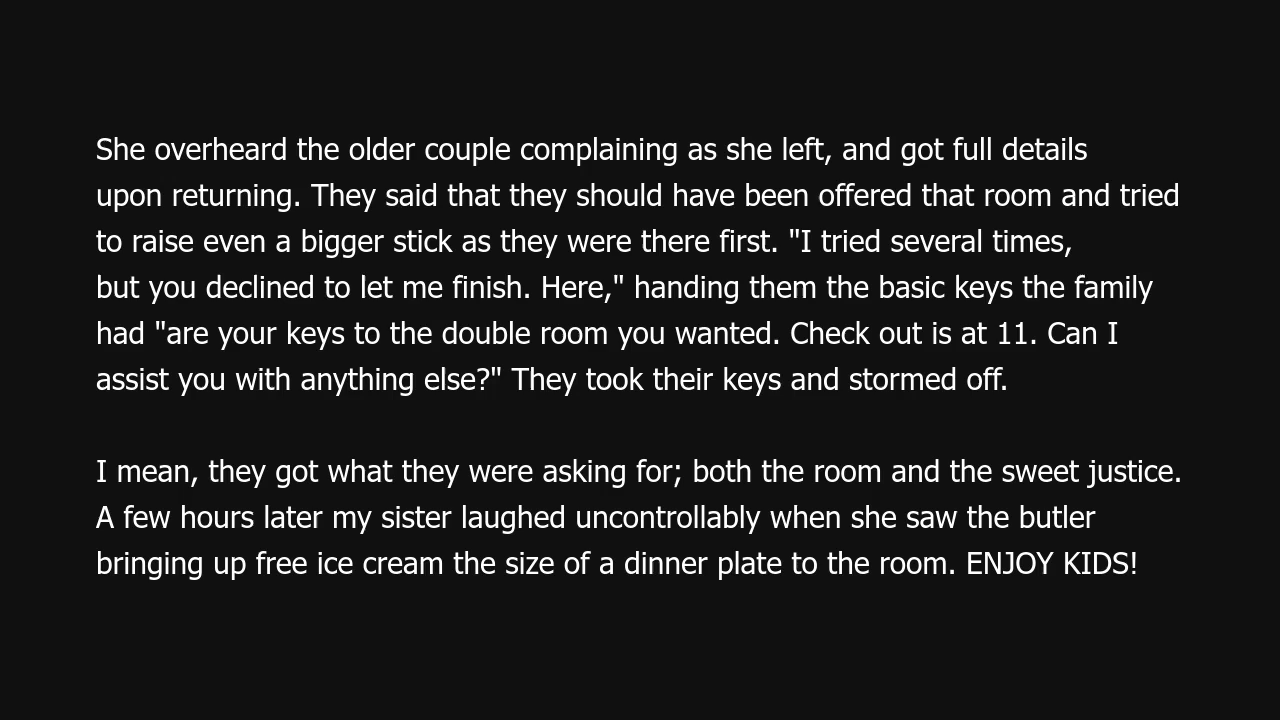 She overheard the older couple complaining as she left, and got full details
upon returning. They said that they should have been offered that room and tried
to raise even a bigger stick as they were there first. "I tried several times,
but you declined to let me finish. Here," handing them the basic keys the family
had "are your keys to the double room you wanted. Check out is at 11. Can I
assist you with anything else?" They took their keys and stormed off.

I mean, they got what they were asking for; both the room and the sweet justice.
A few hours later my sister laughed uncontrollably when she saw the butler
bringing up free ice cream the size of a dinner plate to the room. ENJOY KIDS!